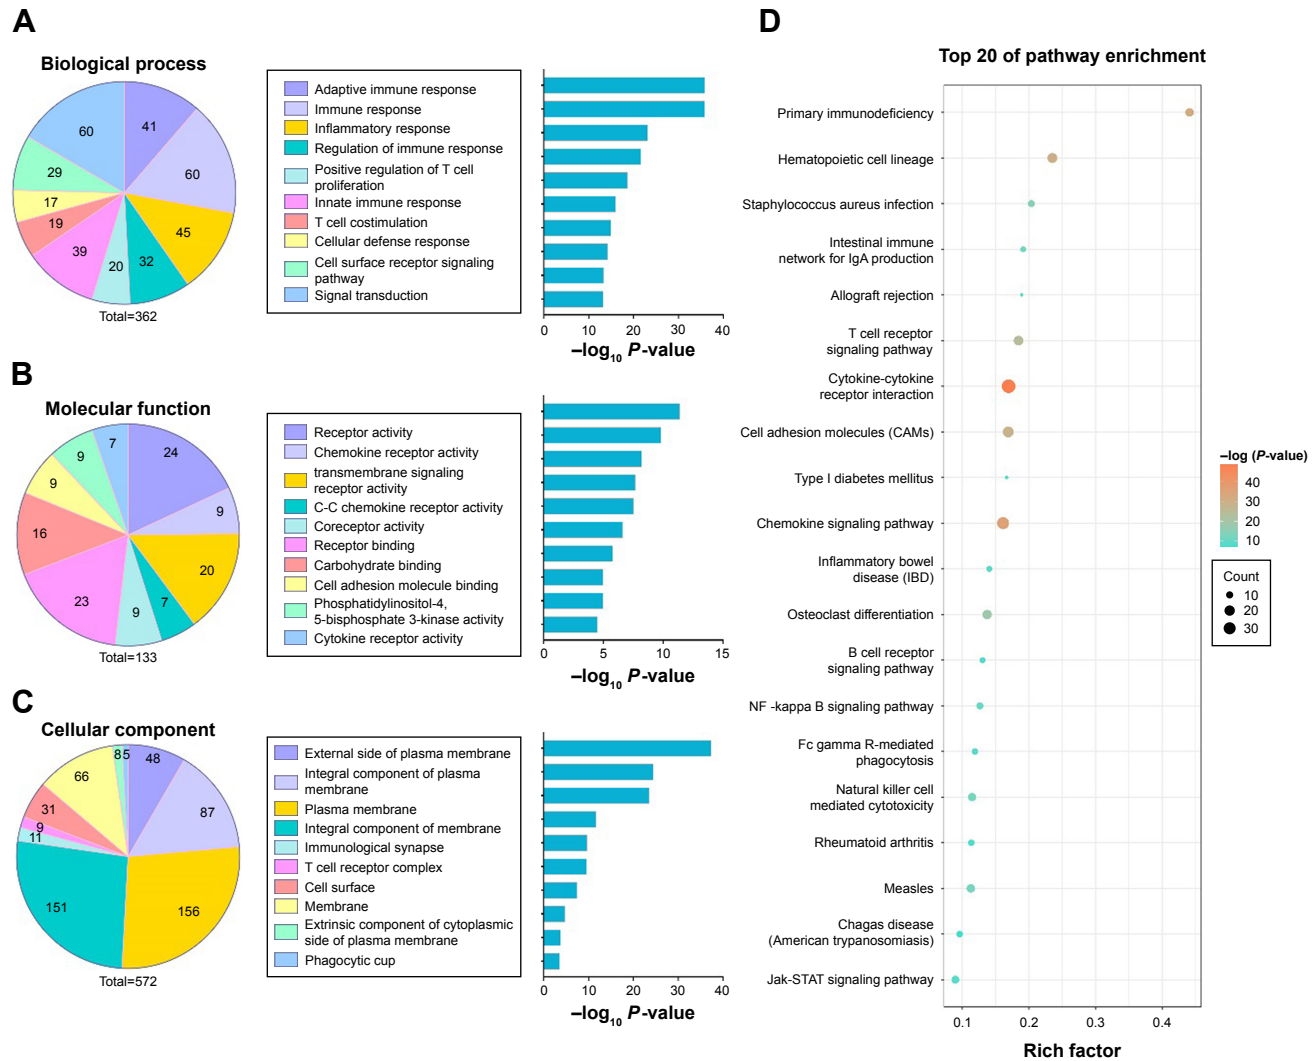 A
Biological process
41
60
45
32
20
39
19
17
29
60
Total=362
Adaptive immune response
Immune response
Inflammatory response
Regulation of immune response
Positive regulation of T cell
proliferation
Innate immune response
T cell costimulation
Cellular defense response
Cell surface receptor signaling
pathway
Signal transduction
0 10 20 30 40
–log10 P-value
B
Molecular function
24
9
20
7
9
23
16
9
9
7
Total=133
Receptor activity
Chemokine receptor activity
transmembrane signaling
receptor activity
C-C chemokine receptor activity
Coreceptor activity
Receptor binding
Carbohydrate binding
Cell adhesion molecule binding
Phosphatidylinositol-4,
5-bisphosphate 3-kinase activity
Cytokine receptor activity
0 5 10 15
–log10 P-value
C
Cellular component
48
87
156
151
11
9
31
66
8
5
Total=572
External side of plasma membrane
Integral component of plasma
membrane
Plasma membrane
Integral component of membrane
Immunological synapse
T cell receptor complex
Cell surface
Membrane
Extrinsic component of cytoplasmic
side of plasma membrane
Phagocytic cup
0 10 20 30 40
–log10 P-value
D
Top 20 of pathway enrichment
Primary immunodeficiency
Hematopoietic cell lineage
Staphylococcus aureus infection
Intestinal immune
network for IgA production
Allograft rejection
T cell receptor
signaling pathway
Cytokine-cytokine
receptor interaction
Cell adhesion molecules (CAMs)
Type I diabetes mellitus
Chemokine signaling pathway
Inflammatory bowel
disease (IBD)
Osteoclast differentiation
B cell receptor
signaling pathway
NF -kappa B signaling pathway
Fc gamma R-mediated
phagocytosis
Natural killer cell
mediated cytotoxicity
Rheumatoid arthritis
Measles
Chagas disease
(American trypanosomiasis)
Jak-STAT signaling pathway
0.1 0.2 0.3 0.4
Rich factor
–log (P-value)
40
30
20
10
Count
10
20
30